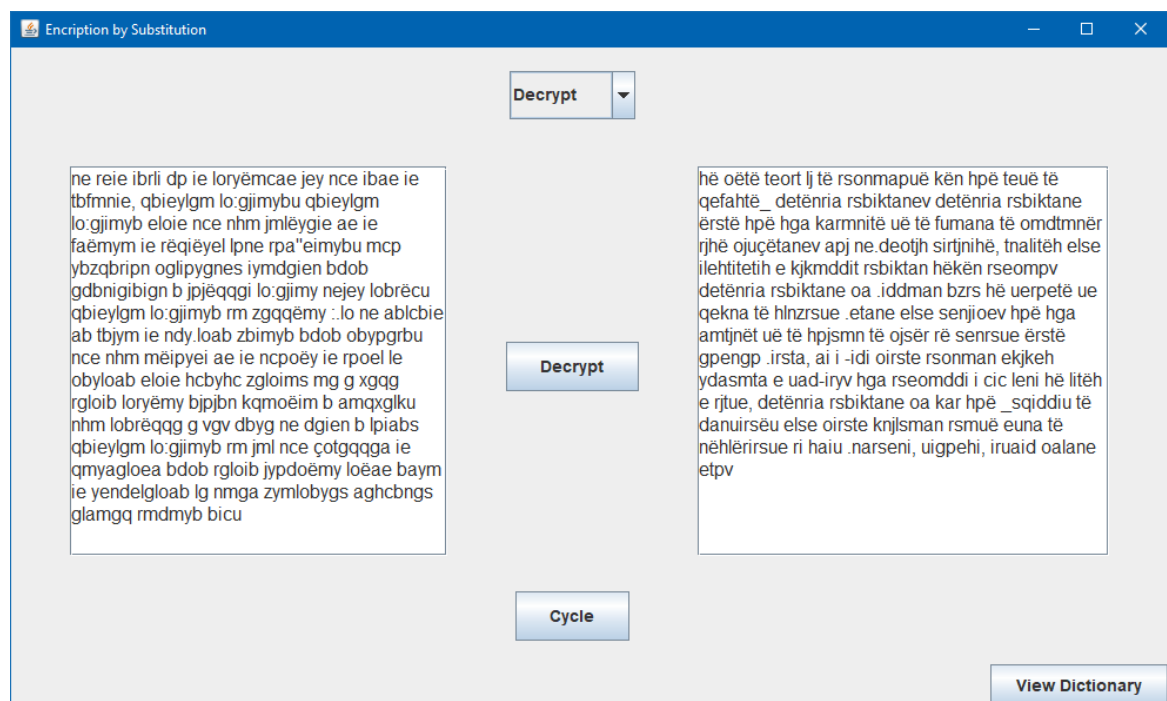 Encription by Substitution
Decrypt
ne reie ibrli dp ie loryëmcae jey nce ibae ie
tbfmnie, qbieylgm lo:gjimybu qbieylgm
lo:gjimyb eloie nce nhm jmlëygie ae ie
faëmym ie rëqiëyel lpne rpa"eimybu mcp
ybzqbripn oglipygnes iymdgien bdob
gdbnigibign b jpjëqqgi lo:gjimy nejey lobrëcu
qbieylgm lo:gjimyb rm zgqqëmy :.lo ne ablcbie
ab tbjym ie ndy.loab zbimyb bdob obypgrbu
nce nhm mëipyei ae ie ncpoëy ie rpoel le
obyloab eloie hcbyhc zgloims mg g xgqg
rgloib loryëmy bjpjbn kqmoëim b amqxglku
nhm lobrëqqg g vgv dbyg ne dgien b lpiabs
qbieylgm lo:gjimyb rm jml nce çotgqqga ie
qmyagloea bdob rgloib jypdoëmy loëae baym
ie yendelgloab lg nmga zymlobygs aghcbngs
glamgq rmdmyb bicu
hë oëtë teort lj të rsonmapuë kën hpë teuë të
qefahtë_ detënria rsbiktanev detënria rsbiktane
ërstë hpë hga karmnitë uë të fumana të omdtmnër
rjhë ojuçëtanev apj ne.deotjh sirtjnihë, tnalitëh else
ilehtitetih e kjkmddit rsbiktan hëkën rseompv
detënria rsbiktane oa .iddman bzrs hë uerpetë ue
qekna të hlnzrsue .etane else senjioev hpë hga
amtjnët uë të hpjsmn të ojsër rë senrsue ërstë
gpengp .irsta, ai i -idi oirste rsonman ekjkeh
ydasmta e uad-iryv hga rseomddi i cic leni hë litëh
e rjtue, detënria rsbiktane oa kar hpë _sqiddiu të
danuirsëu else oirste knjlsman rsmuë euna të
nëhlërirsue ri haiu .narseni, uigpehi, iruaid oalane
etpv
Decrypt
Cycle
View Dictionary